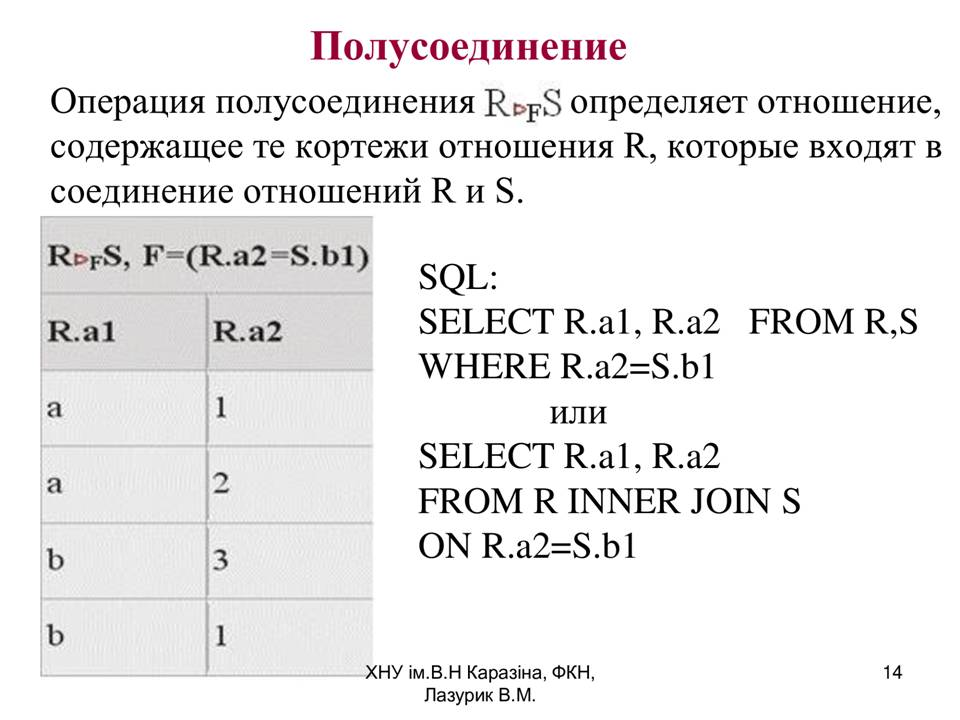 Полусоединение
Операция полусоединения R▷FS определяет отношение,
содержащее те кортежи отношения R, которые входят в
соединение отношений R и S.
R▷FS, F=(R.a2=S.b1)
R.a1 R.a2
a 1
a 2
b 3
b 1
SQL:
SELECT R.a1, R.a2 FROM R,S
WHERE R.a2=S.b1
или
SELECT R.a1, R.a2
FROM R INNER JOIN S
ON R.a2=S.b1
ХНУ ім.В.Н Каразіна, ФКН,
Лазурик В.М.
14